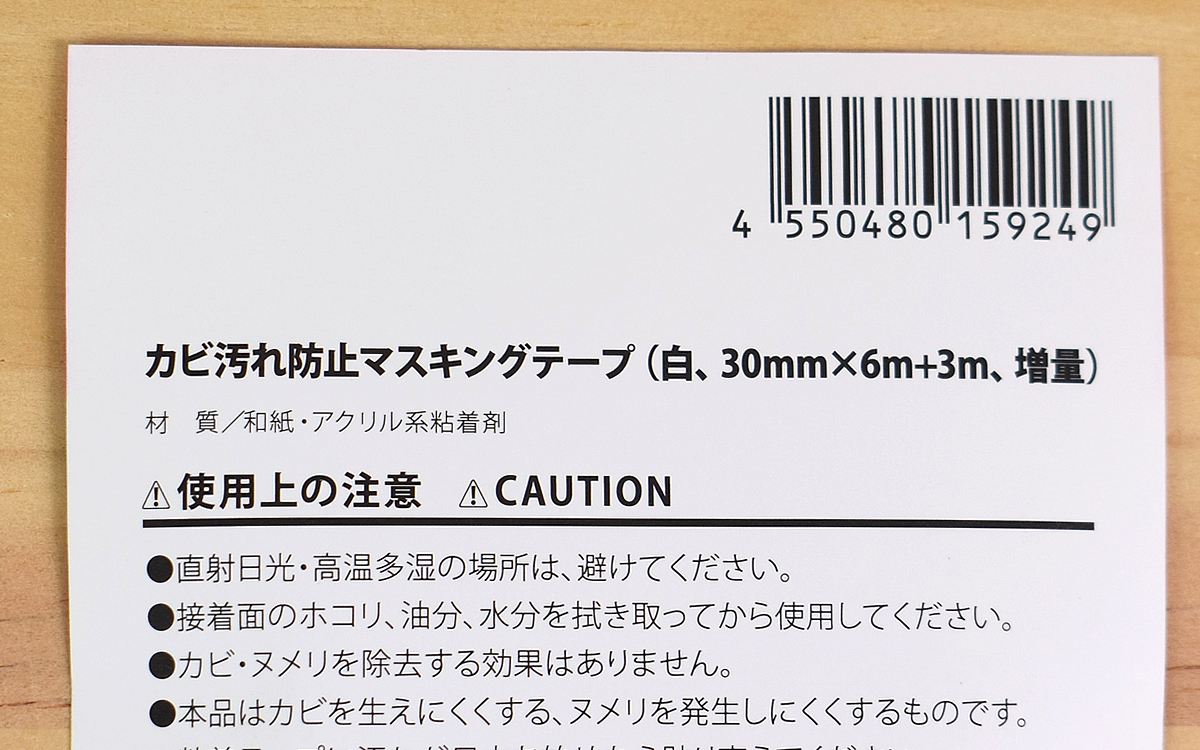 4 550480 159249
カビ汚れ防止マスキングテープ（白、30mm×6m+3m、増量）
材　質／和紙・アクリル系粘着剤
⚠使用上の注意　⚠CAUTION
●直射日光・高温多湿の場所は、避けてください。
●接着面のホコリ、油分、水分を拭き取ってから使用してください。
●カビ・ヌメリを除去する効果はありません。
●本品はカビを生えにくくする、ヌメリを発生しにくくするものです。